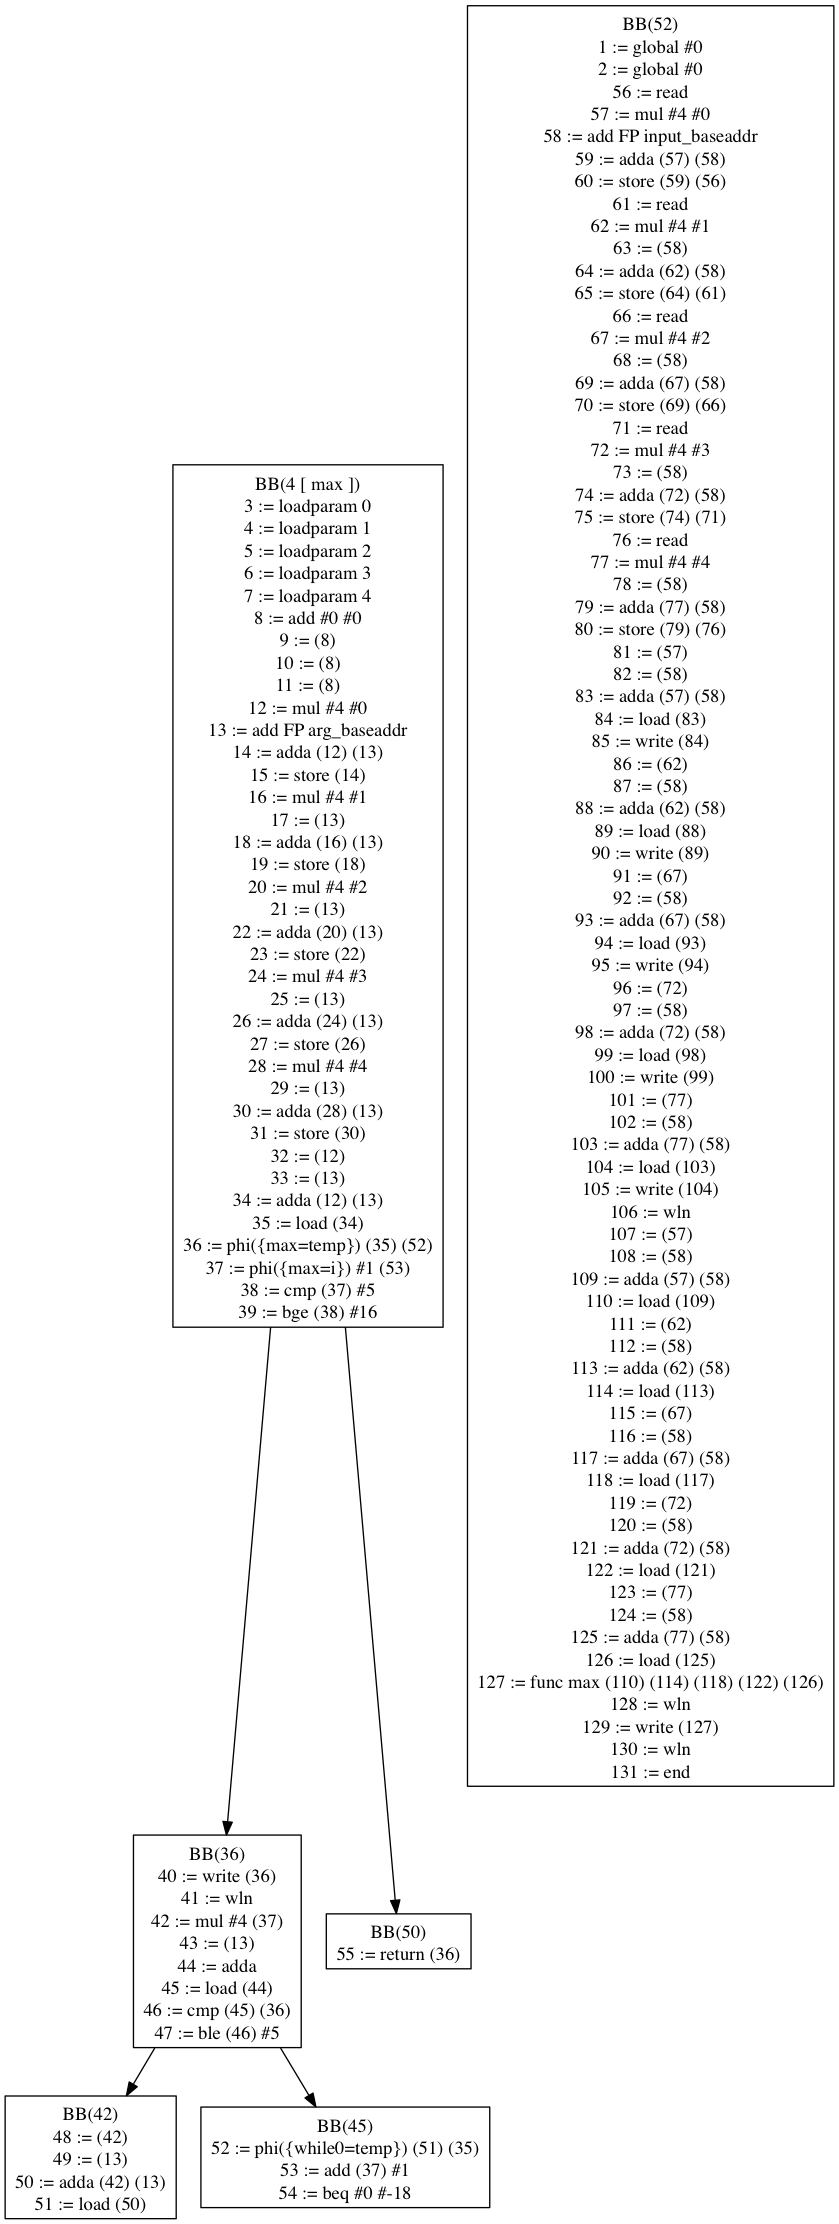 BB(52)
1 := global #0
2 := global #0
56 := read
57 := mul #4 #0
58 := add FP input_baseaddr
59 := adda (57) (58)
60 := store (59) (56)
61 := read
62 := mul #4 #1
63 := (58)
64 := adda (62) (58)
65 := store (64) (61)
66 := read
67 := mul #4 #2
68 := (58)
69 := adda (67) (58)
70 := store (69) (66)
71 := read
72 := mul #4 #3
73 := (58)
74 := adda (72) (58)
75 := store (74) (71)
76 := read
77 := mul #4 #4
78 := (58)
79 := adda (77) (58)
80 := store (79) (76)
81 := (57)
82 := (58)
83 := adda (57) (58)
84 := load (83)
85 := write (84)
86 := (62)
87 := (58)
88 := adda (62) (58)
89 := load (88)
90 := write (89)
91 := (67)
92 := (58)
93 := adda (67) (58)
94 := load (93)
95 := write (94)
96 := (72)
97 := (58)
98 := adda (72) (58)
99 := load (98)
100 := write (99)
101 := (77)
102 := (58)
103 := adda (77) (58)
104 := load (103)
105 := write (104)
106 := wln
107 := (57)
108 := (58)
109 := adda (57) (58)
110 := load (109)
111 := (62)
112 := (58)
113 := adda (62) (58)
114 := load (113)
115 := (67)
116 := (58)
117 := adda (67) (58)
118 := load (117)
119 := (72)
120 := (58)
121 := adda (72) (58)
122 := load (121)
123 := (77)
124 := (58)
125 := adda (77) (58)
126 := load (125)
127 := func max (110) (114) (118) (122) (126)
128 := wln
129 := write (127)
130 := wln
131 := end
BB(4 [ max ])
3 := loadparam 0
4 := loadparam 1
5 := loadparam 2
6 := loadparam 3
7 := loadparam 4
8 := add #0 #0
9 := (8)
10 := (8)
11 := (8)
12 := mul #4 #0
13 := add FP arg_baseaddr
14 := adda (12) (13)
15 := store (14)
16 := mul #4 #1
17 := (13)
18 := adda (16) (13)
19 := store (18)
20 := mul #4 #2
21 := (13)
22 := adda (20) (13)
23 := store (22)
24 := mul #4 #3
25 := (13)
26 := adda (24) (13)
27 := store (26)
28 := mul #4 #4
29 := (13)
30 := adda (28) (13)
31 := store (30)
32 := (12)
33 := (13)
34 := adda (12) (13)
35 := load (34)
36 := phi({max=temp}) (35) (52)
37 := phi({max=i}) #1 (53)
38 := cmp (37) #5
39 := bge (38) #16
BB(36)
40 := write (36)
41 := wln
42 := mul #4 (37)
43 := (13)
44 := adda
45 := load (44)
46 := cmp (45) (36)
47 := ble (46) #5
BB(50)
55 := return (36)
BB(42)
48 := (42)
49 := (13)
50 := adda (42) (13)
51 := load (50)
BB(45)
52 := phi({while0=temp}) (51) (35)
53 := add (37) #1
54 := beq #0 #-18